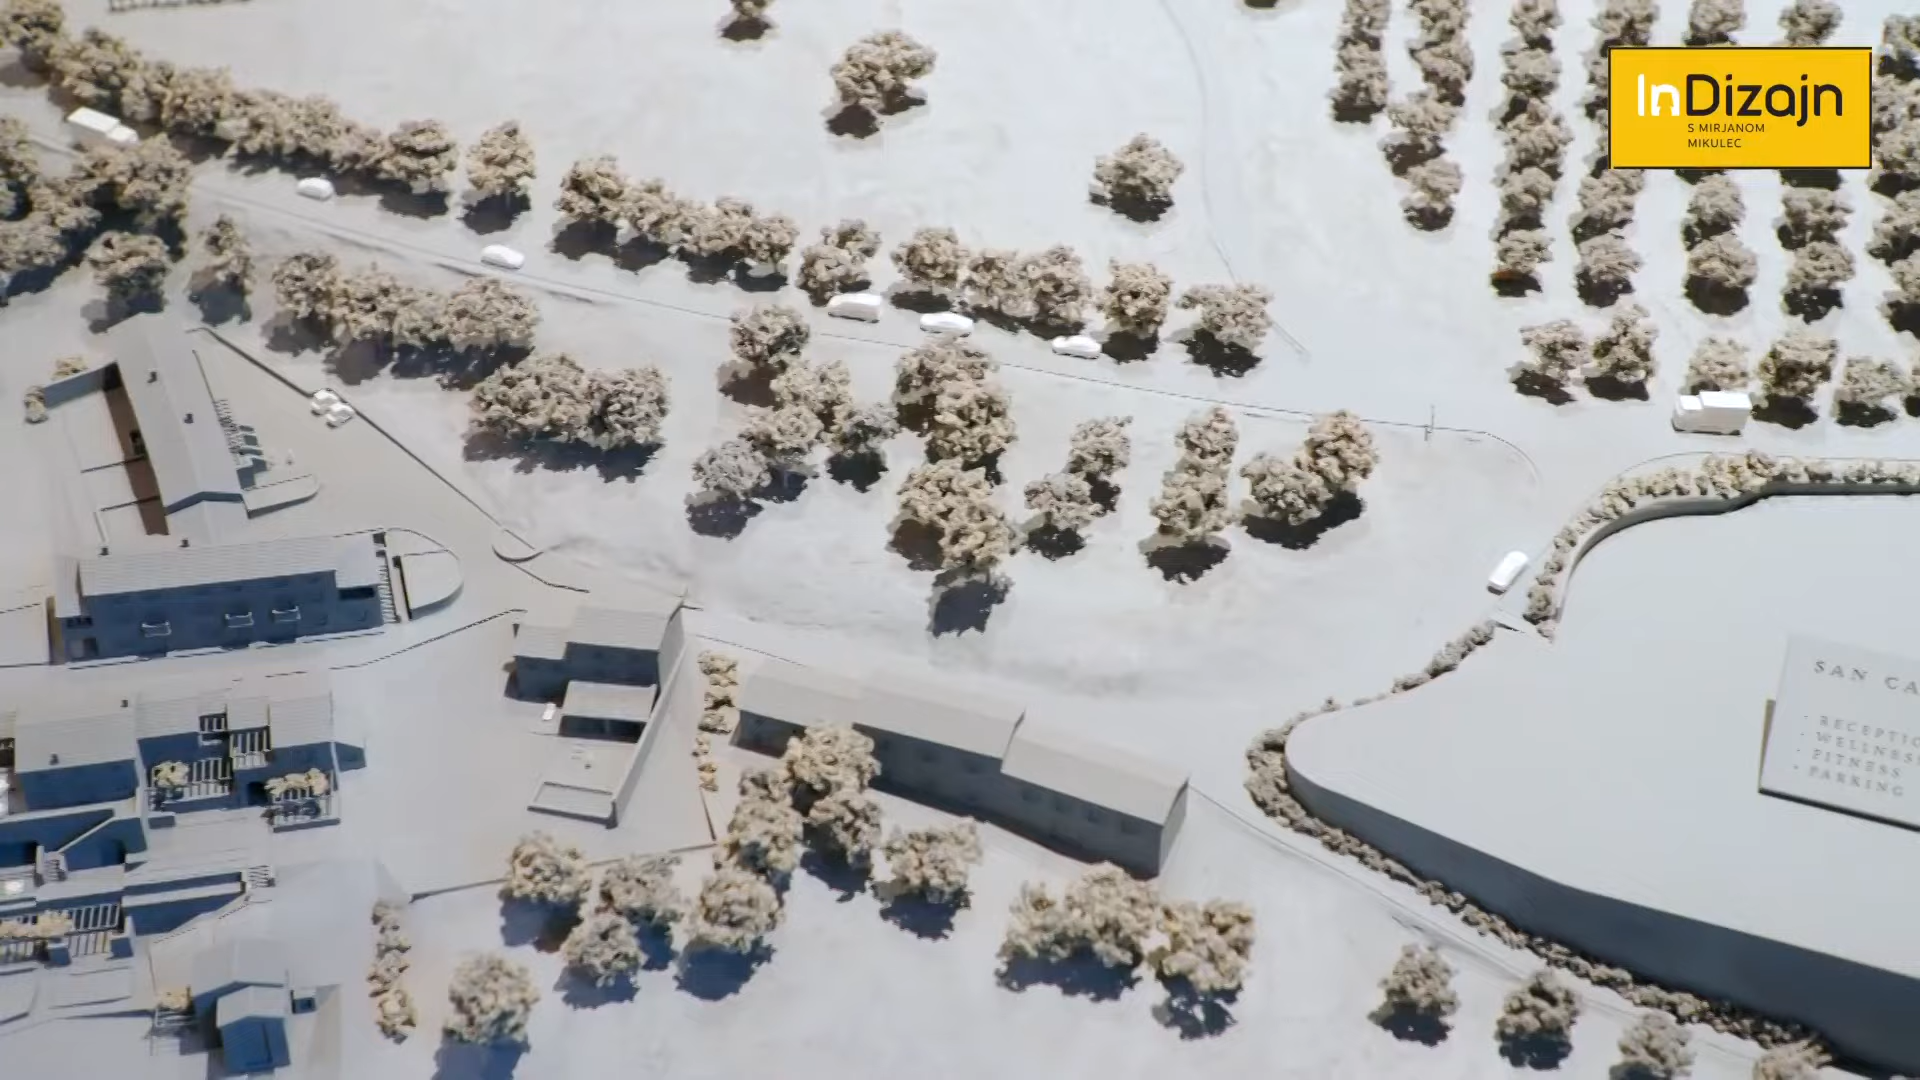 InDizajn
S MIRJANOM
MIKULEC
SAN CA
· RECEPTIO
· WELLNESS
· FITNESS
· PARKING